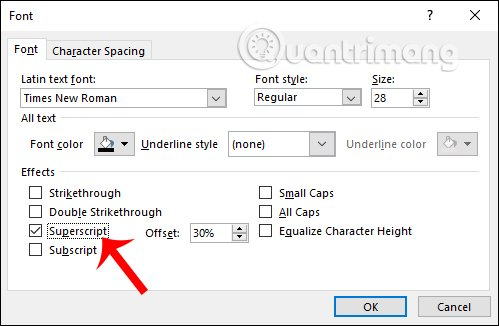 Font
?
Font Character Spacing
Quantrimang
Latin text font: Font style: Size:
Times New Roman Regular 28
All text
Font color Underline style (none) Underline color
Effects
Strikethrough Small Caps
Double Strikethrough All Caps
Superscript Offset: 30% Equalize Character Height
Subscript
OK Cancel